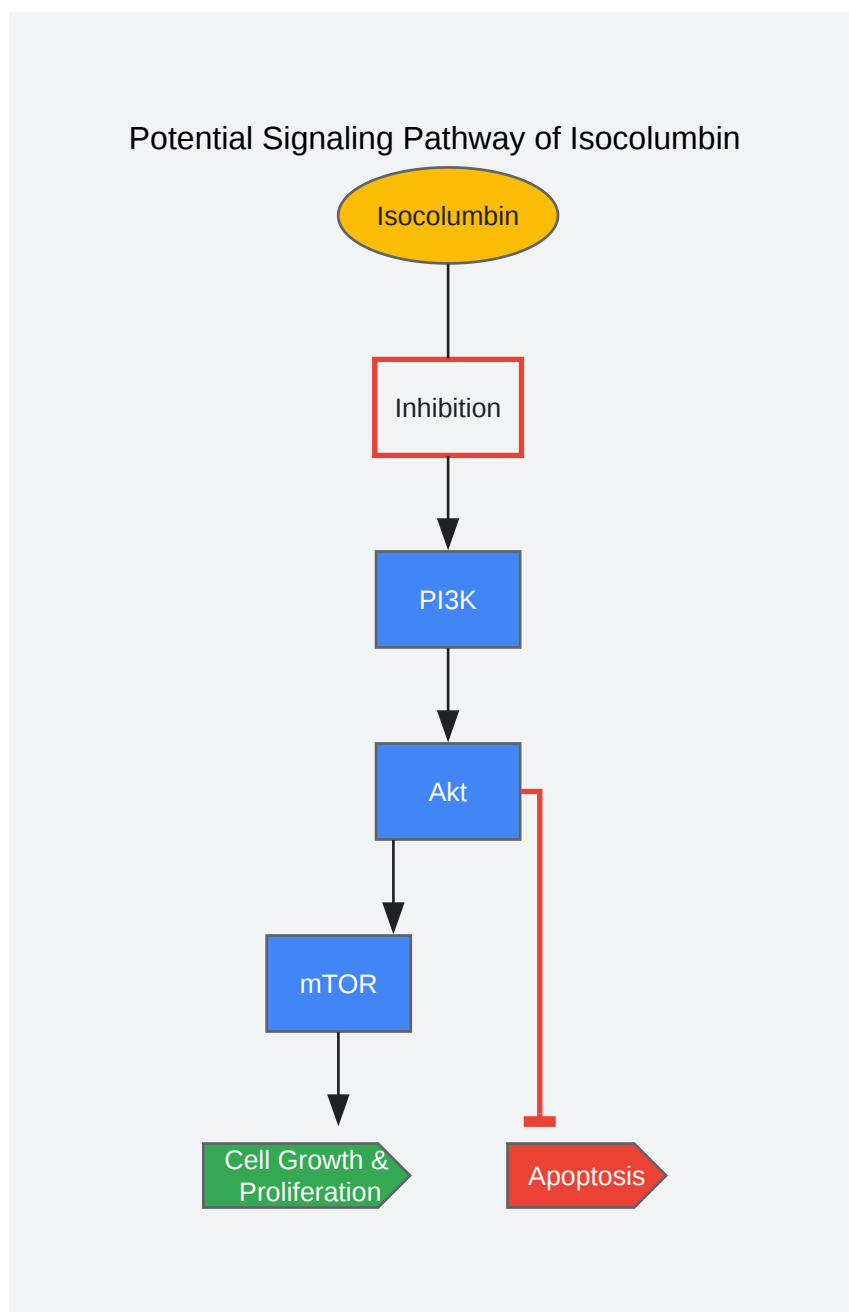 Potential Signaling Pathway of Isocolumbin
Isocolumbin
Inhibition
PI3K
Akt
mTOR
Cell Growth &
Proliferation
Apoptosis